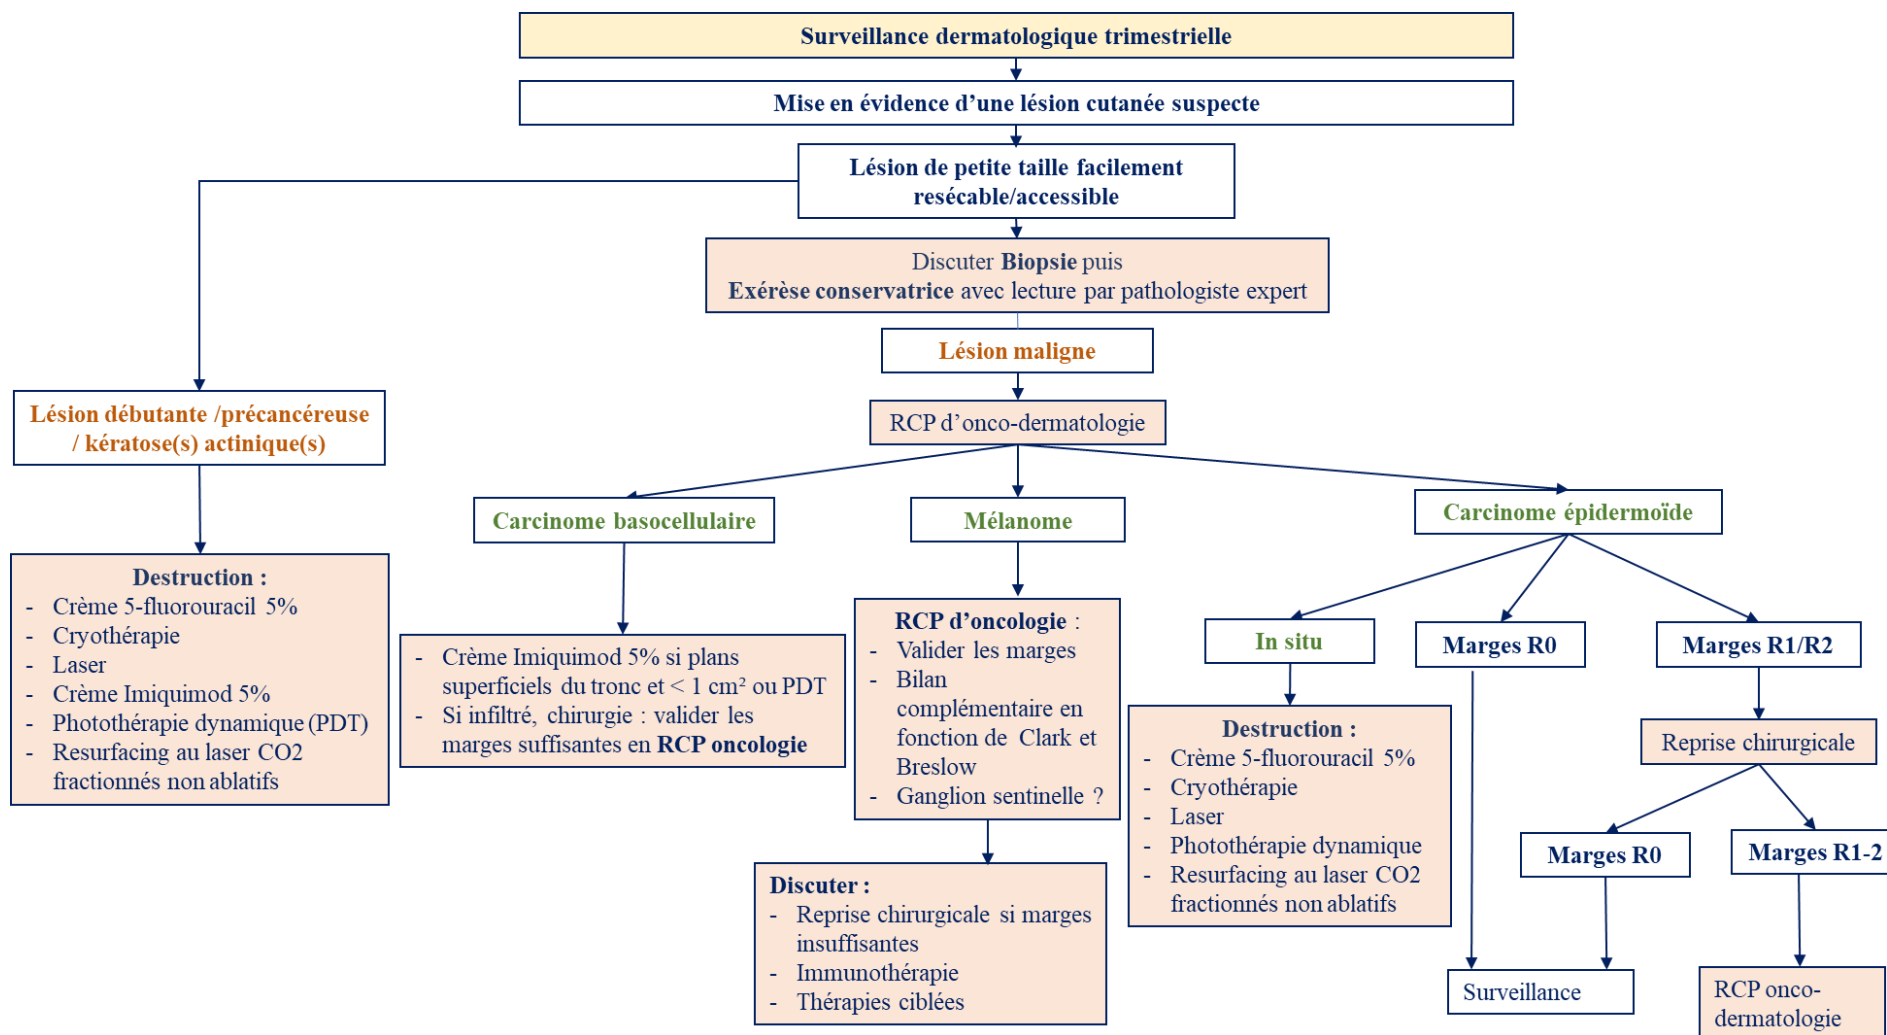 Surveillance dermatologique trimestrielle
Mise en évidence d’une lésion cutanée suspecte
Lésion de petite taille facilement
resécable/accessible
Discuter Biopsie puis
Exérèse conservatrice avec lecture par pathologiste expert
Lésion maligne
RCP d’onco-dermatologie
Lésion débutante /précancéreuse
/ kératose(s) actinique(s)
Destruction :
- Crème 5-fluorouracil 5%
- Cryothérapie
- Laser
- Crème Imiquimod 5%
- Photothérapie dynamique (PDT)
- Resurfacing au laser CO2
fractionnés non ablatifs
Carcinome basocellulaire
- Crème Imiquimod 5% si plans
superficiels du tronc et < 1 cm² ou PDT
- Si infiltré, chirurgie : valider les
marges suffisantes en RCP oncologie
Mélanome
RCP d’oncologie :
- Valider les marges
- Bilan
complémentaire en
fonction de Clark et
Breslow
- Ganglion sentinelle ?
Discuter :
- Reprise chirurgicale si marges
insuffisantes
- Immunothérapie
- Thérapies ciblées
Carcinome épidermoïde
In situ
Destruction :
- Crème 5-fluorouracil 5%
- Cryothérapie
- Laser
- Photothérapie dynamique
- Resurfacing au laser CO2
fractionnés non ablatifs
Marges R0
Marges R1/R2
Reprise chirurgicale
Marges R0
Marges R1-2
Surveillance
RCP onco-
dermatologie